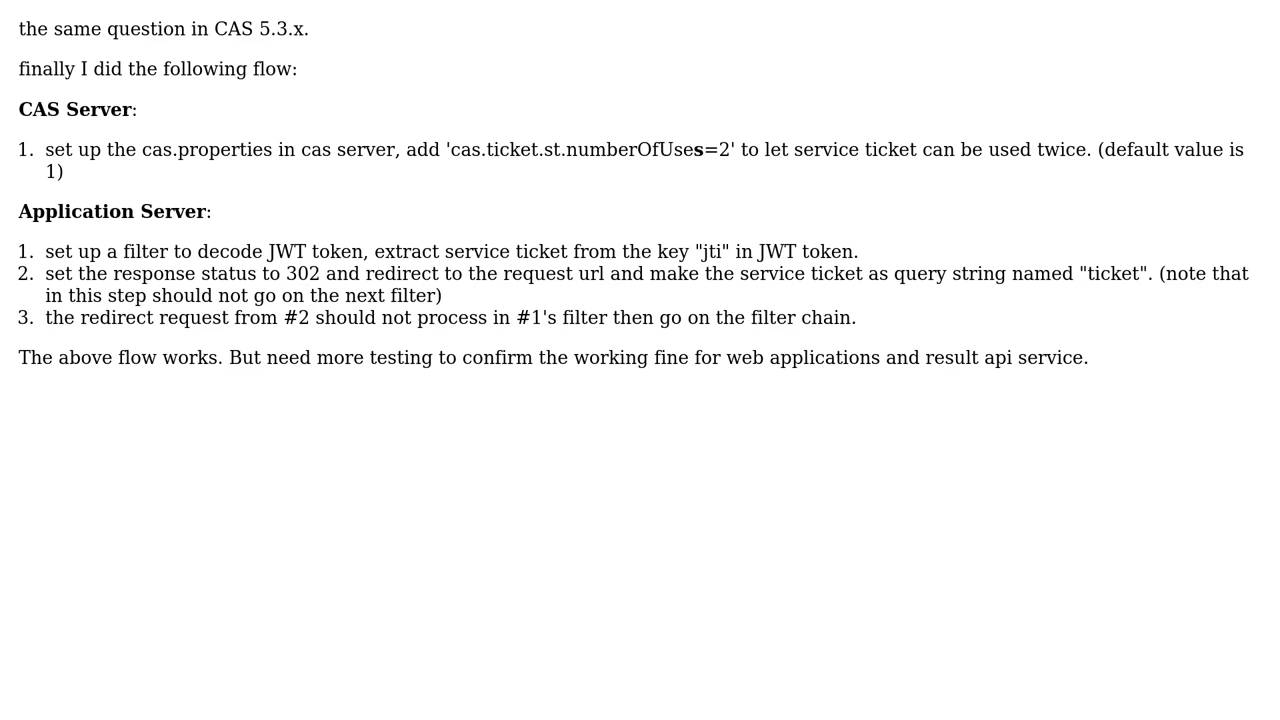 the same question in CAS 5.3.x.
finally I did the following flow:
CAS Server:
1. set up the cas.properties in cas server, add 'cas.ticket.st.numberOfUses=2' to let service ticket can be used twice. (default value is
1)
Application Server:
1. set up a filter to decode JWT token, extract service ticket from the key "jti" in JWT token.
2. set the response status to 302 and redirect to the request url and make the service ticket as query string named "ticket". (note that
in this step should not go on the next filter)
3. the redirect request from #2 should not process in #1's filter then go on the filter chain.
The above flow works. But need more testing to confirm the working fine for web applications and result api service.